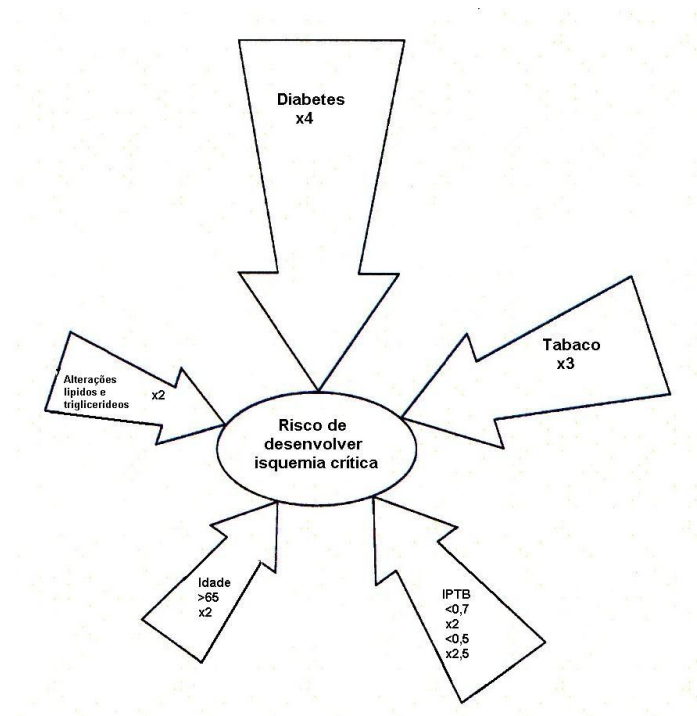 Diabetes
x4
Tabaco
x3
Alterações
lipidos e
triglicerideos
x2
Risco de
desenvolver
isquemia crítica
Idade
>65
x2
IPTB
<0,7
x2
<0,5
x2,5